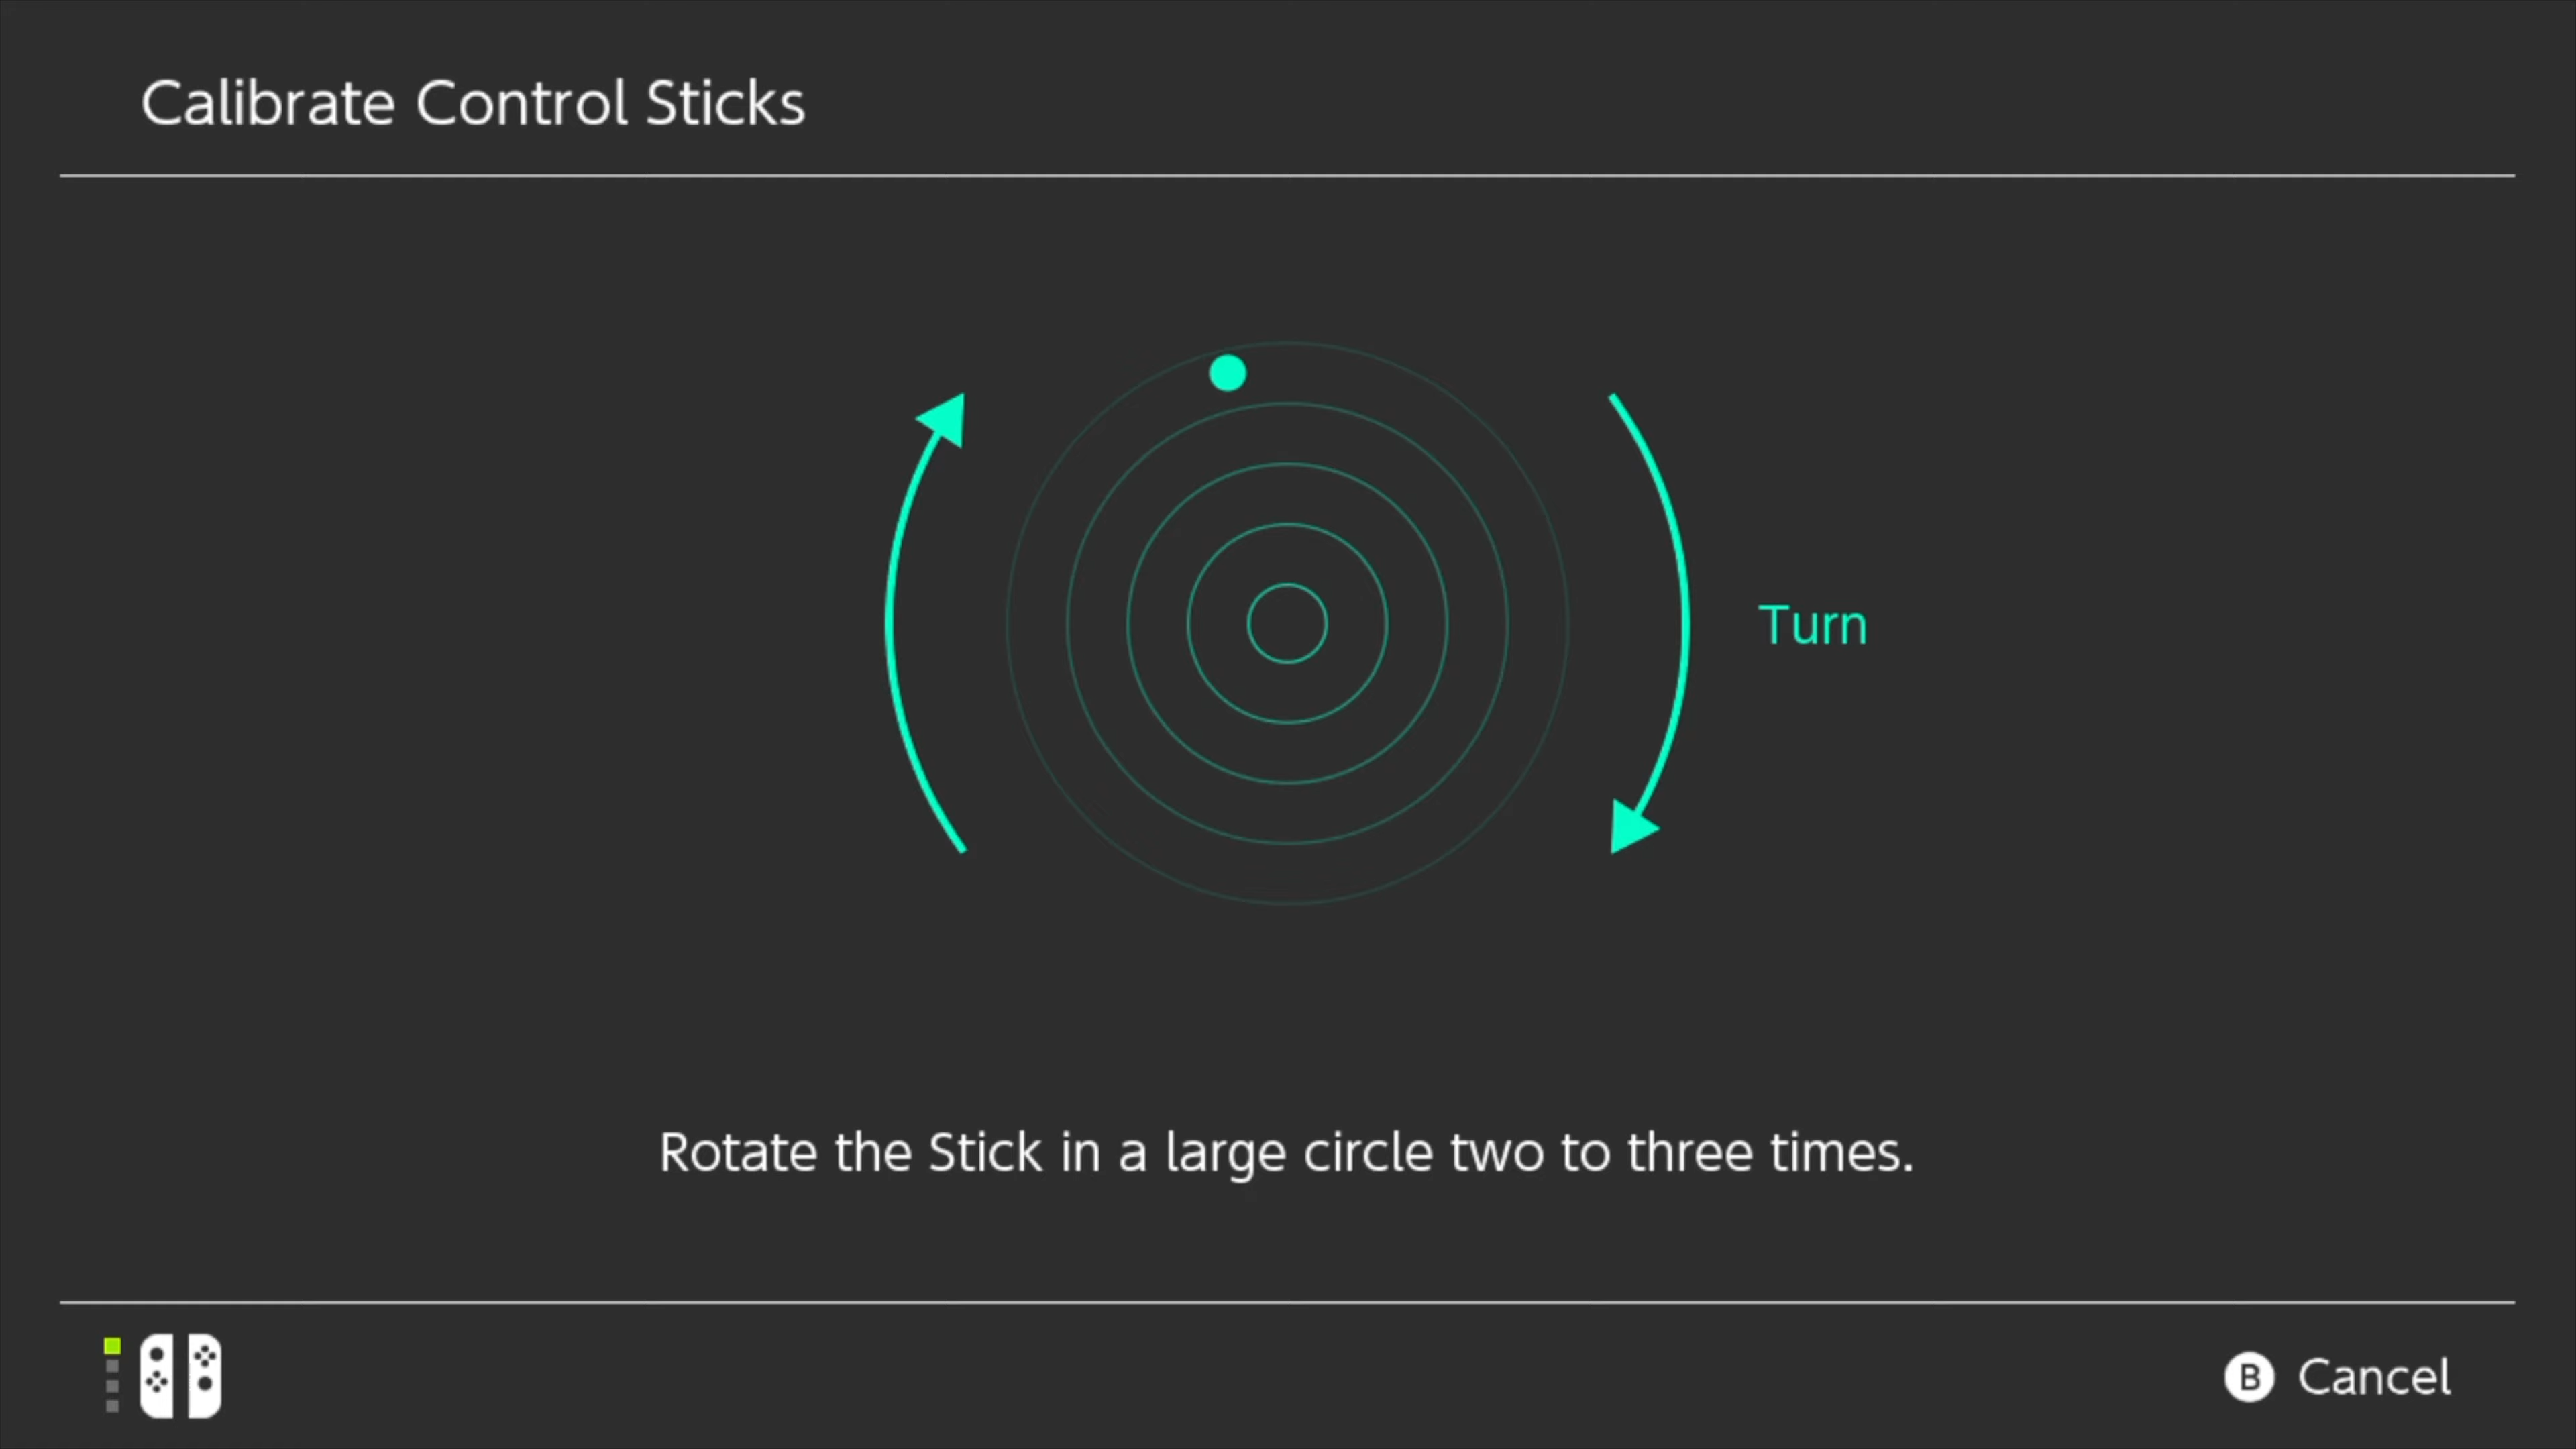 Calibrate Control Sticks
Turn
Rotate the Stick in a large circle two to three times.
B Cancel